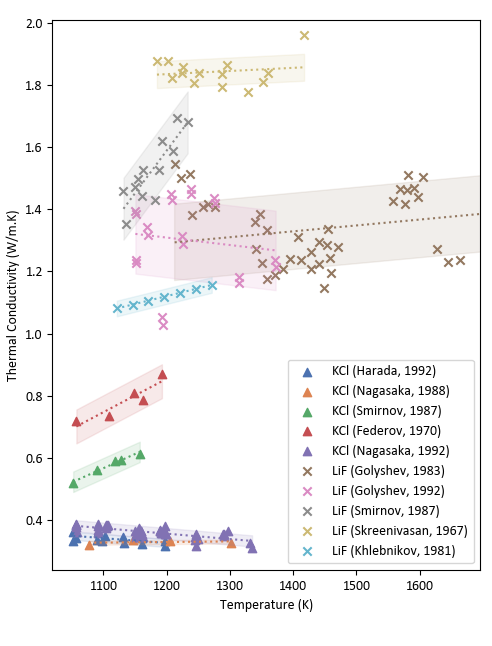 2.0
1.8
1.6
1.4
1.2
1.0
0.8
0.6
0.4
Thermal Conductivity (W/m.K)
KCl (Harada, 1992)
KCl (Nagasaka, 1988)
KCl (Smirnov, 1987)
KCl (Federov, 1970)
KCl (Nagasaka, 1992)
LiF (Golyshev, 1983)
LiF (Golyshev, 1992)
LiF (Smirnov, 1987)
LiF (Skreenivasan, 1967)
LiF (Khlebnikov, 1981)
1100 1200 1300 1400 1500 1600
Temperature (K)